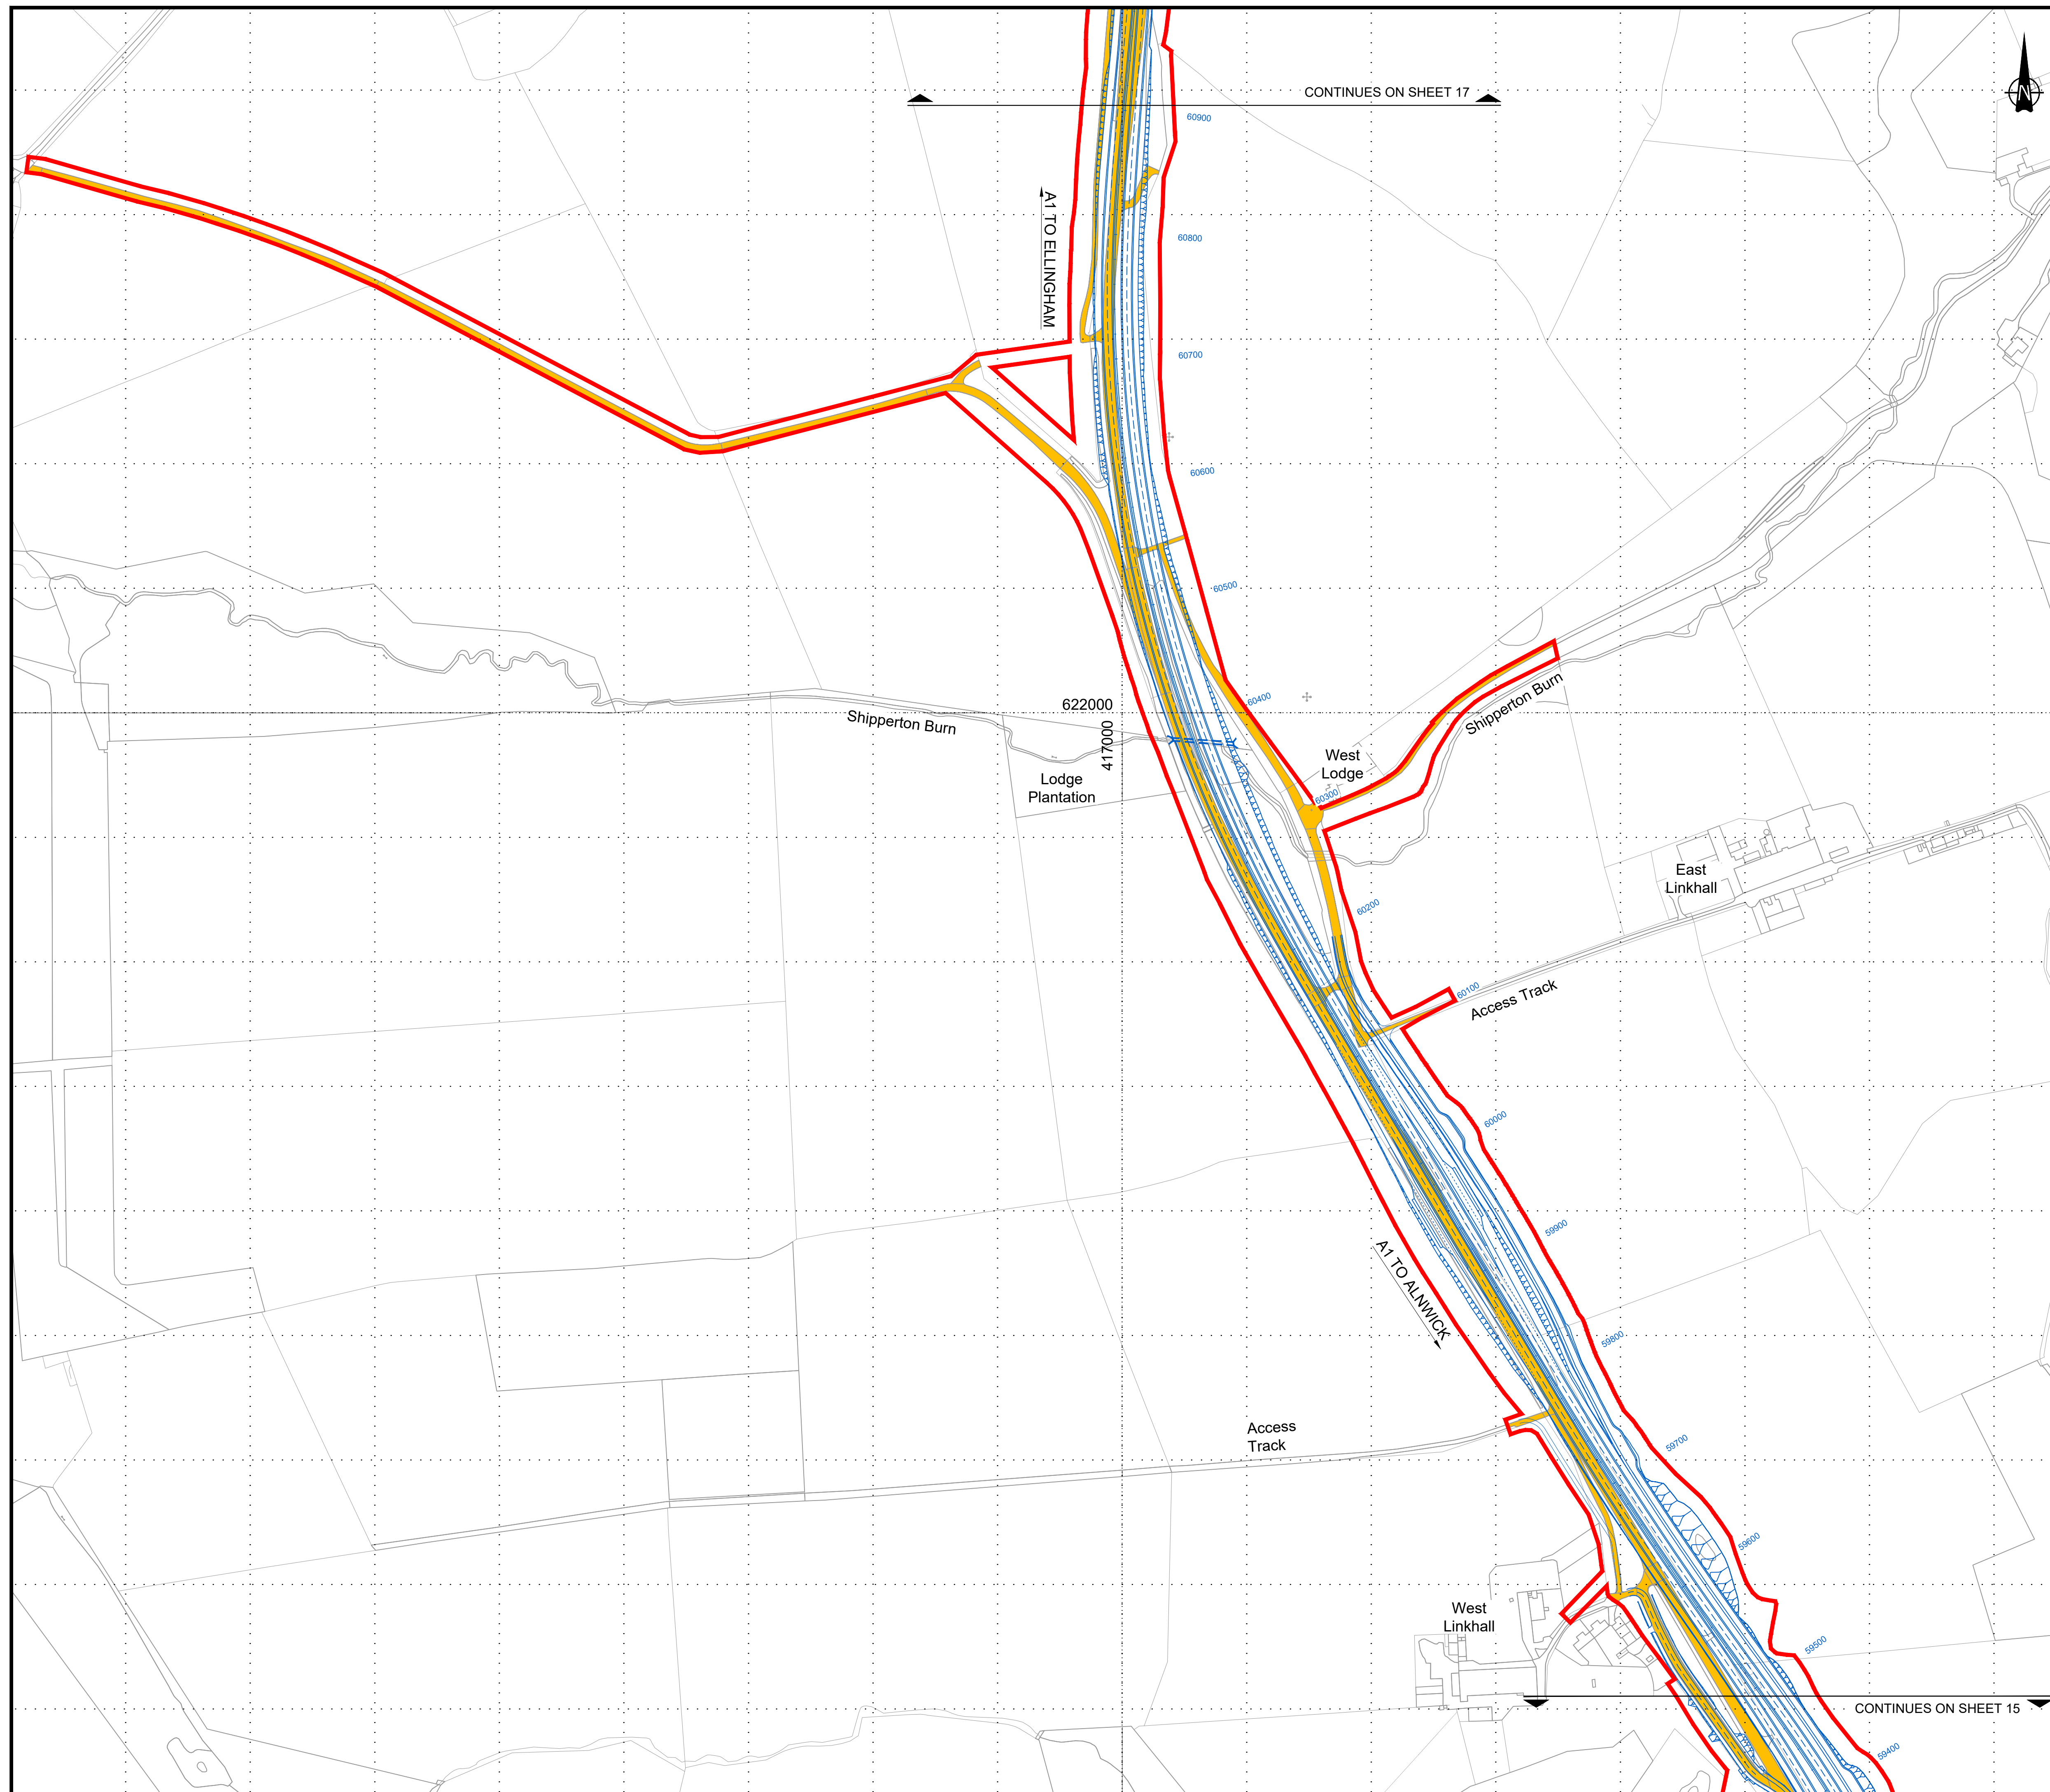 CONTINUES ON SHEET 17
N
60900
A1 TO ELLINGHAM
60800
60700
60600
60500
60400
622000
417000
Shipperton Burn
Shipperton Burn
West
Lodge
Lodge
Plantation
60300
East
Linkhall
60200
60100
Access Track
60000
59900
A1 TO ALNWICK
59800
Access
Track
59700
59600
West
Linkhall
59500
CONTINUES ON SHEET 15
59400